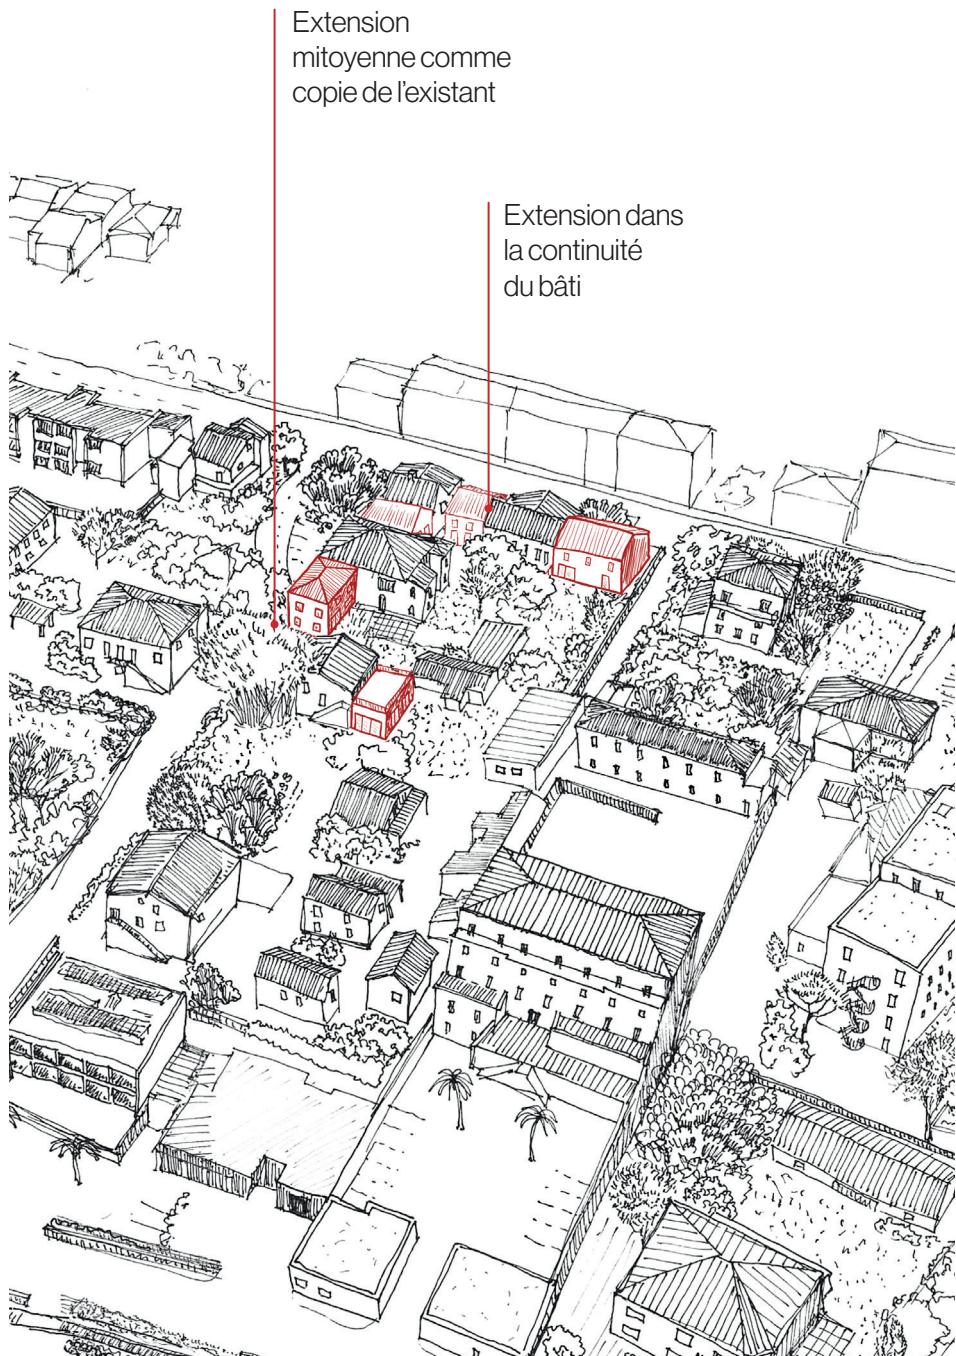 Extension
mitoyenne comme
copie de l'existant
Extension dans
la continuité
du bâti